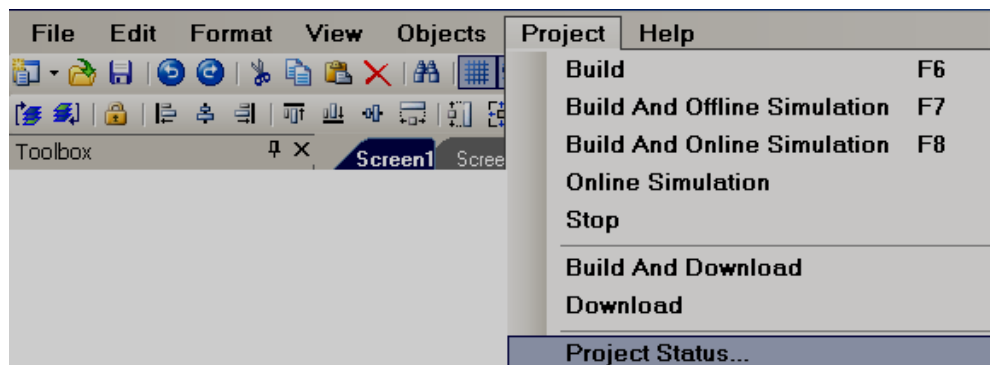 File Edit Format View Objects Project Help
Build F6
Build And Offline Simulation F7
Build And Online Simulation F8
Online Simulation
Stop
Build And Download
Download
Project Status...
Toolbox
Screen1 Scree